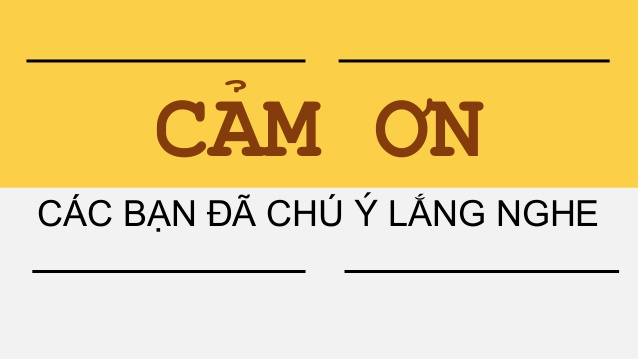 CẢM ƠN
CÁC BẠN ĐÃ CHÚ Ý LẮNG NGHE